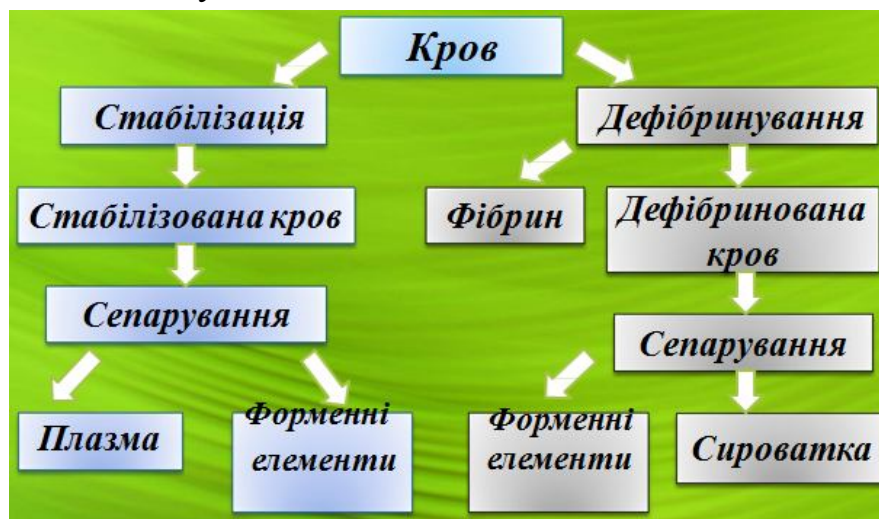 Кров
Стабілізація
Дефібринування
Стабілізована кров
Фібрин
Дефібринована
кров
Сепарування
Сепарування
Плазма
Форменні
елементи
Форменні
елементи
Сироватка